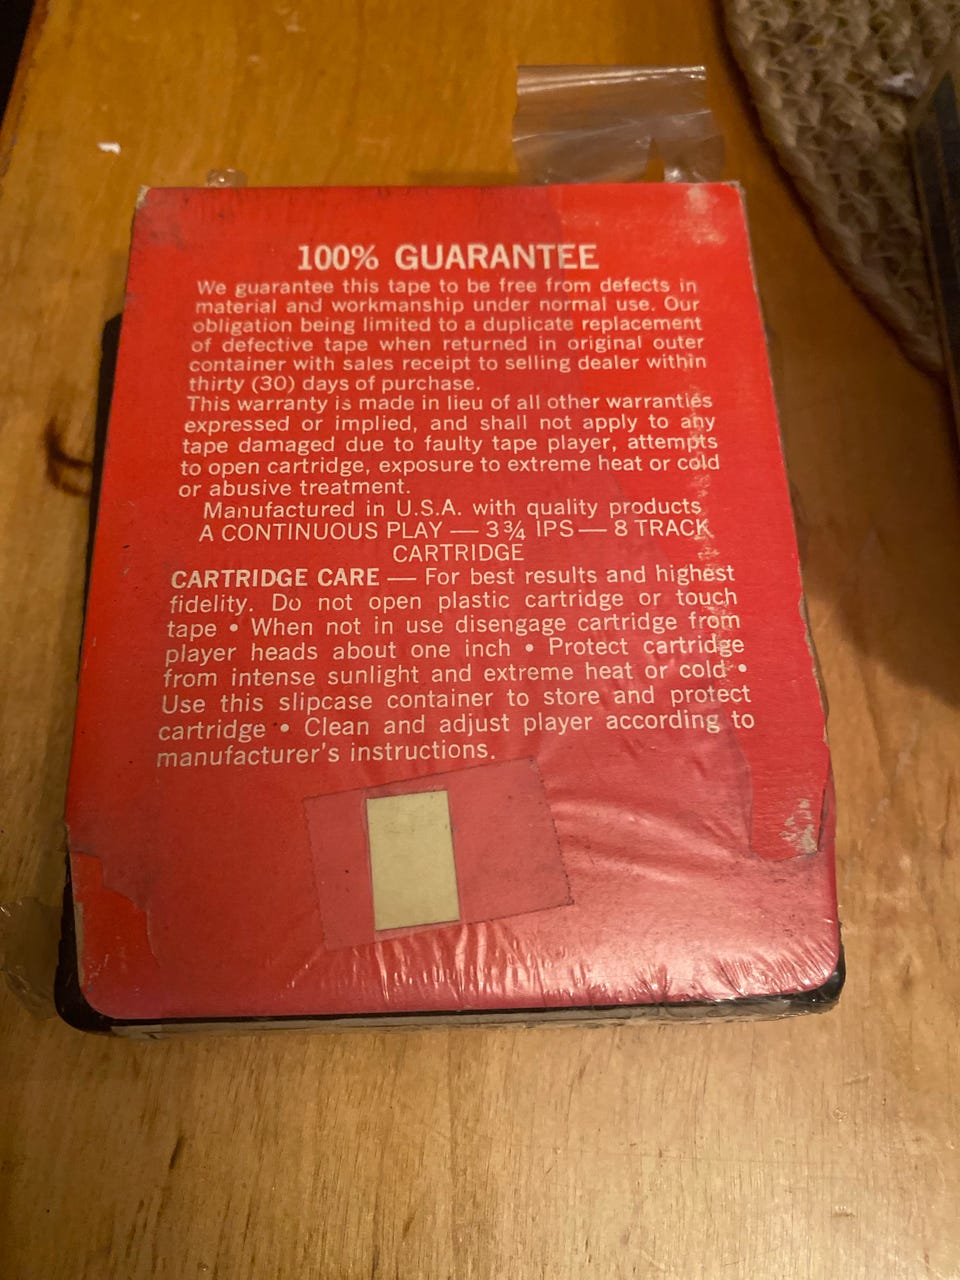 100% GUARANTEE
We guarantee this tape to be free from defects in
material and workmanship under normal use. Our
obligation being limited to a duplicate replacement
of defective tape when returned in original outer
container with sales receipt to selling dealer within
thirty (30) days of purchase.
This warranty is made in lieu of all other warranties
expressed or implied, and shall not apply to any
tape damaged due to faulty tape player, attempts
to open cartridge, exposure to extreme heat or cold
or abusive treatment.
Manufactured in U.S.A. with quality products
A CONTINUOUS PLAY — 3¾ IPS — 8 TRACK
CARTRIDGE
CARTRIDGE CARE — For best results and highest
fidelity. Do not open plastic cartridge or touch
tape • When not in use disengage cartridge from
player heads about one inch • Protect cartridge
from intense sunlight and extreme heat or cold •
Use this slipcase container to store and protect
cartridge • Clean and adjust player according to
manufacturer's instructions.